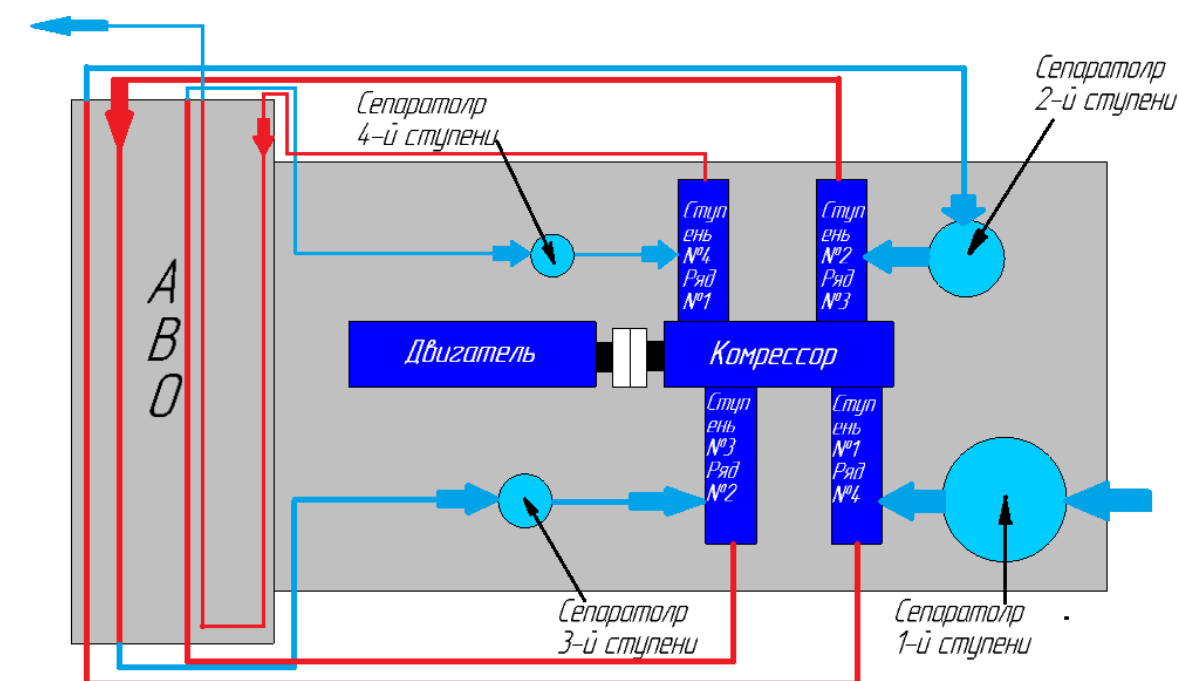 Сепаратолр
2-й ступени
Сепаратолр
4-й ступени
Ступ
ень
№4
Ряд
№1
Ступ
ень
№2
Ряд
№3
А
В
О
Двигатель
Компрессор
Ступ
ень
№3
Ряд
№2
Ступ
ень
№1
Ряд
№4
Сепаратолр
3-й ступени
Сепаратолр
1-й ступени